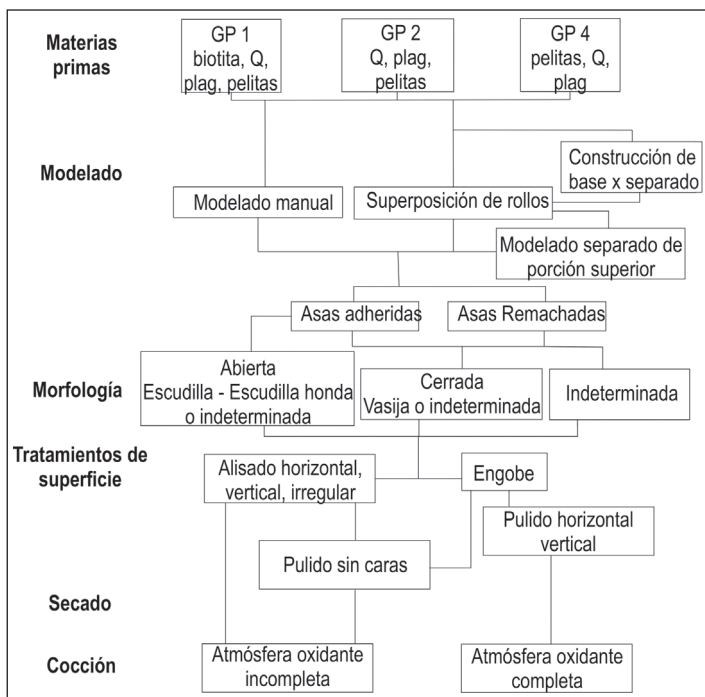 Materias
primas
GP 1
biotita, Q,
plag, pelitas
GP 2
Q, plag,
pelitas
GP 4
pelitas, Q,
plag
Modelado
Construcción de
base x separado
Modelado manual
Superposición de rollos
Modelado separado de
porción superior
Asas adheridas
Asas Remachadas
Morfología
Abierta
Escudilla - Escudilla honda
o indeterminada
Cerrada
Vasija o indeterminada
Indeterminada
Tratamientos de
superficie
Alisado horizontal,
vertical, irregular
Engobe
Pulido horizontal
vertical
Pulido sin caras
Secado
Cocción
Atmósfera oxidante
incompleta
Atmósfera oxidante
completa